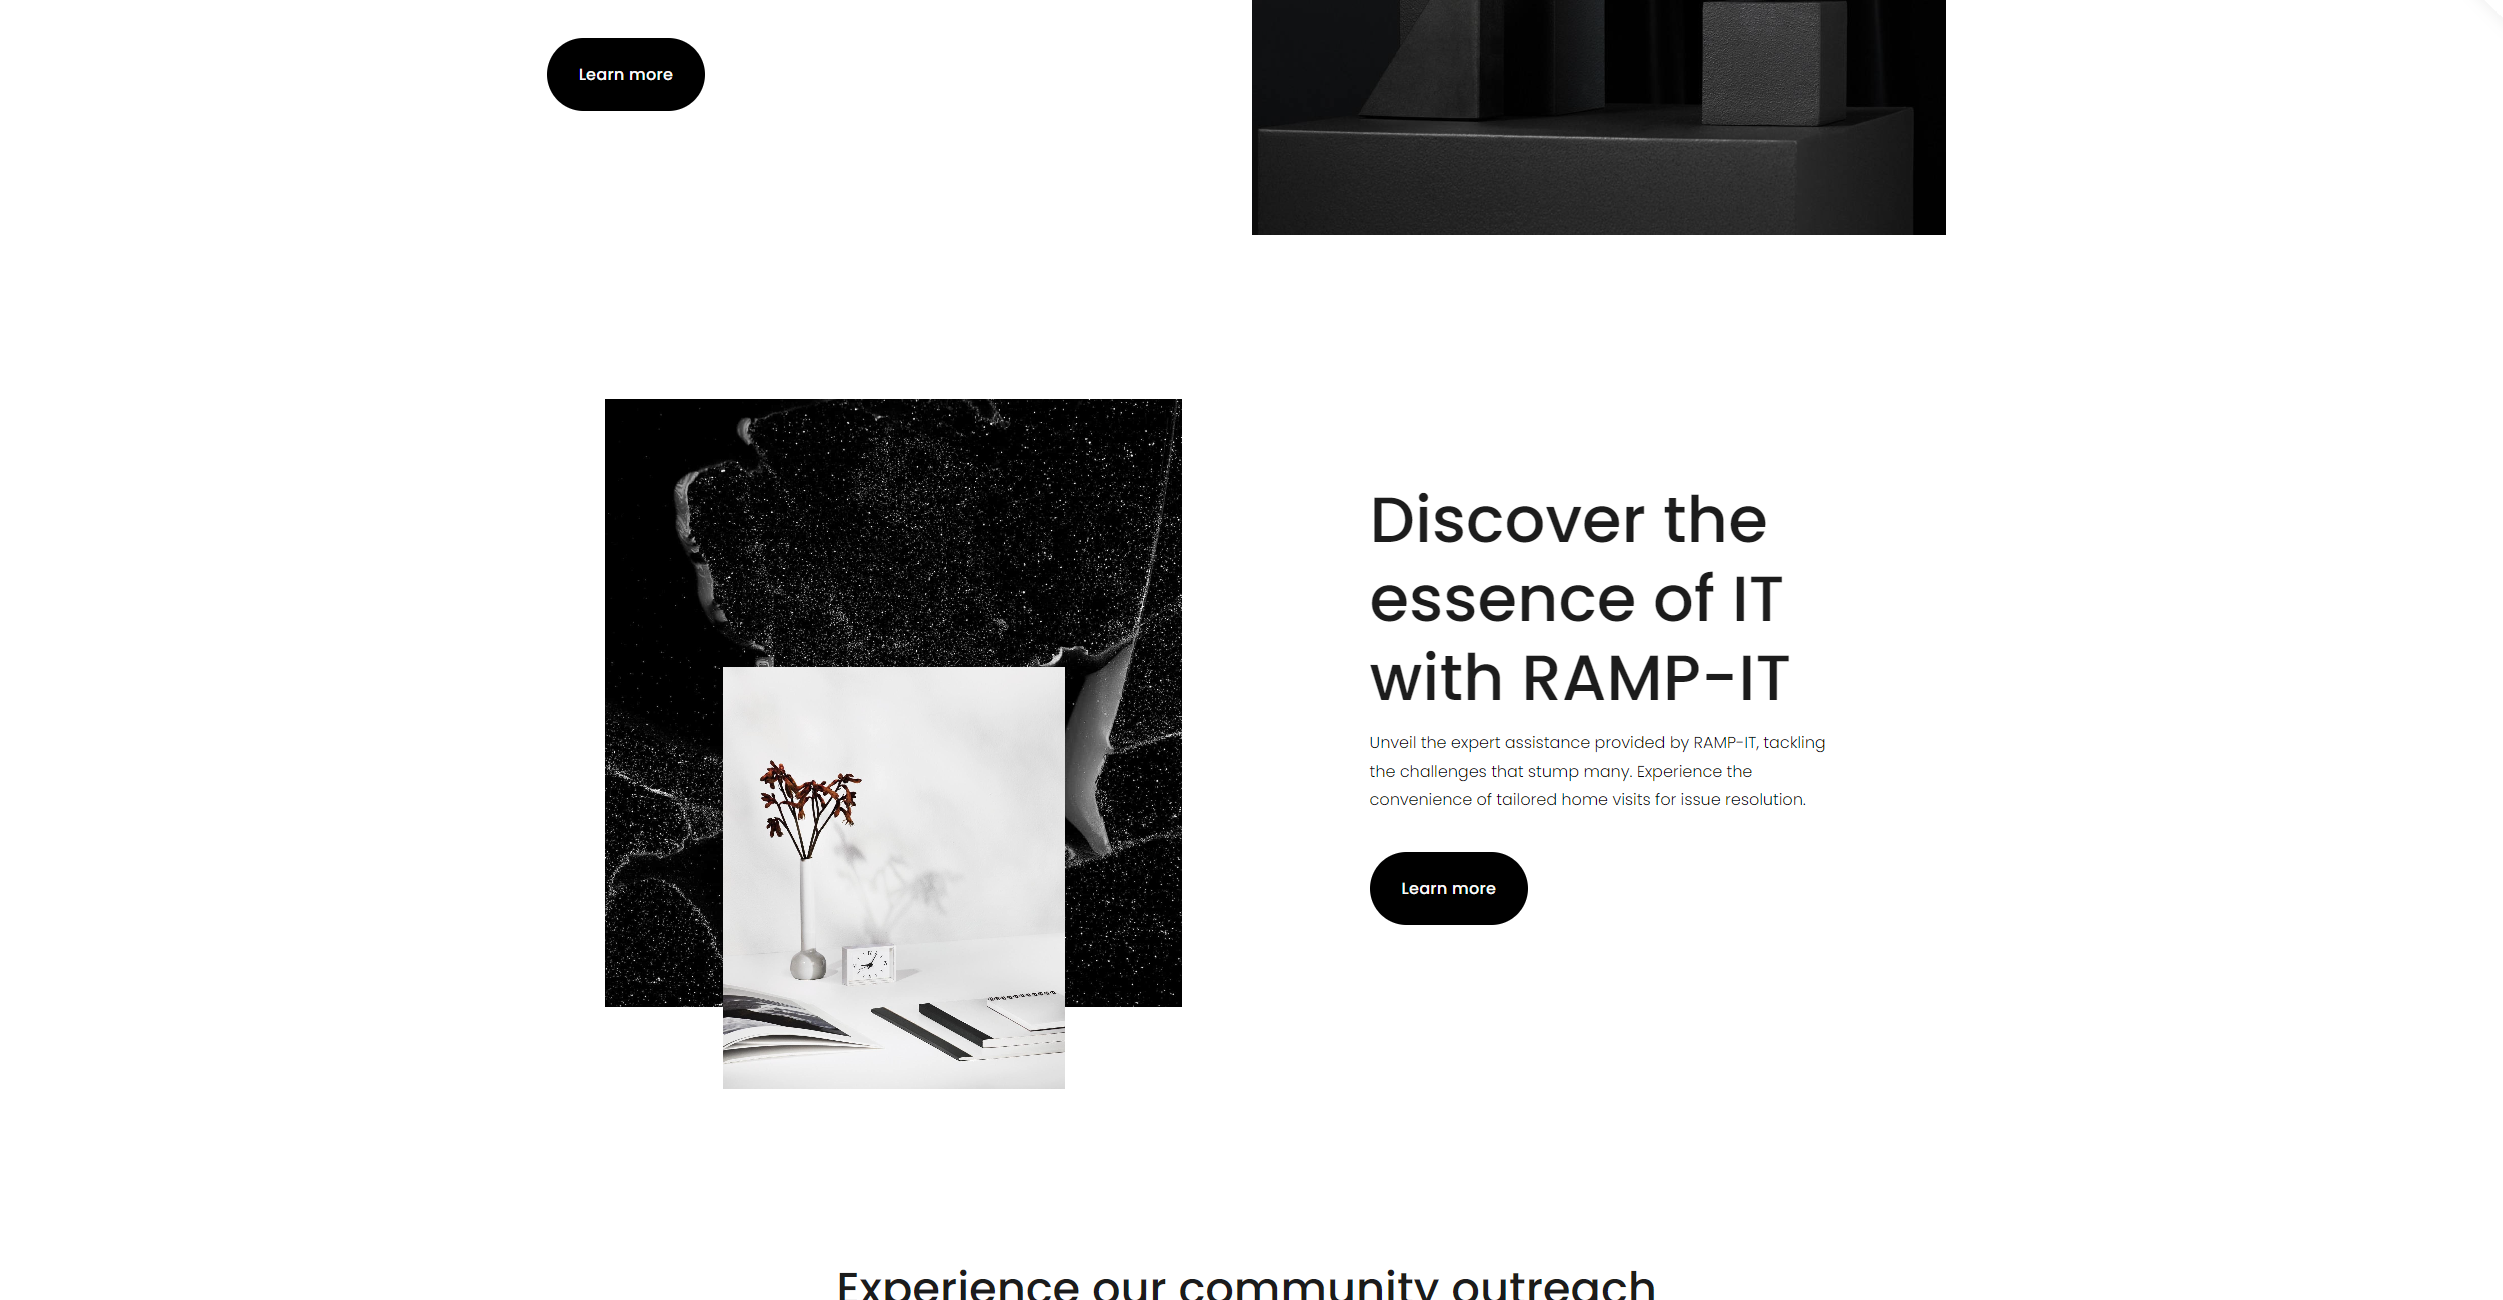 Learn more
Discover the
essence of IT
with RAMP-IT
Unveil the expert assistance provided by RAMP-IT, tackling
the challenges that stump many. Experience the
convenience of tailored home visits for issue resolution.
Learn more
Experience our community outreach